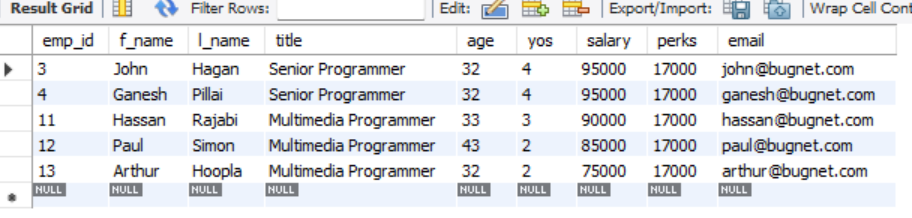 Result Grid Filter Rows: Edit: Export/Import: Wrap Cell Cont
emp_id f_name l_name title age yos salary perks email
3 John Hagan Senior Programmer 32 4 95000 17000 john@bugnet.com
4 Ganesh Pillai Senior Programmer 32 4 95000 17000 ganesh@bugnet.com
11 Hassan Rajabi Multimedia Programmer 33 3 90000 17000 hassan@bugnet.com
12 Paul Simon Multimedia Programmer 43 2 85000 17000 paul@bugnet.com
13 Arthur Hoopla Multimedia Programmer 32 2 75000 17000 arthur@bugnet.com
NULL NULL NULL NULL NULL NULL NULL NULL NULL